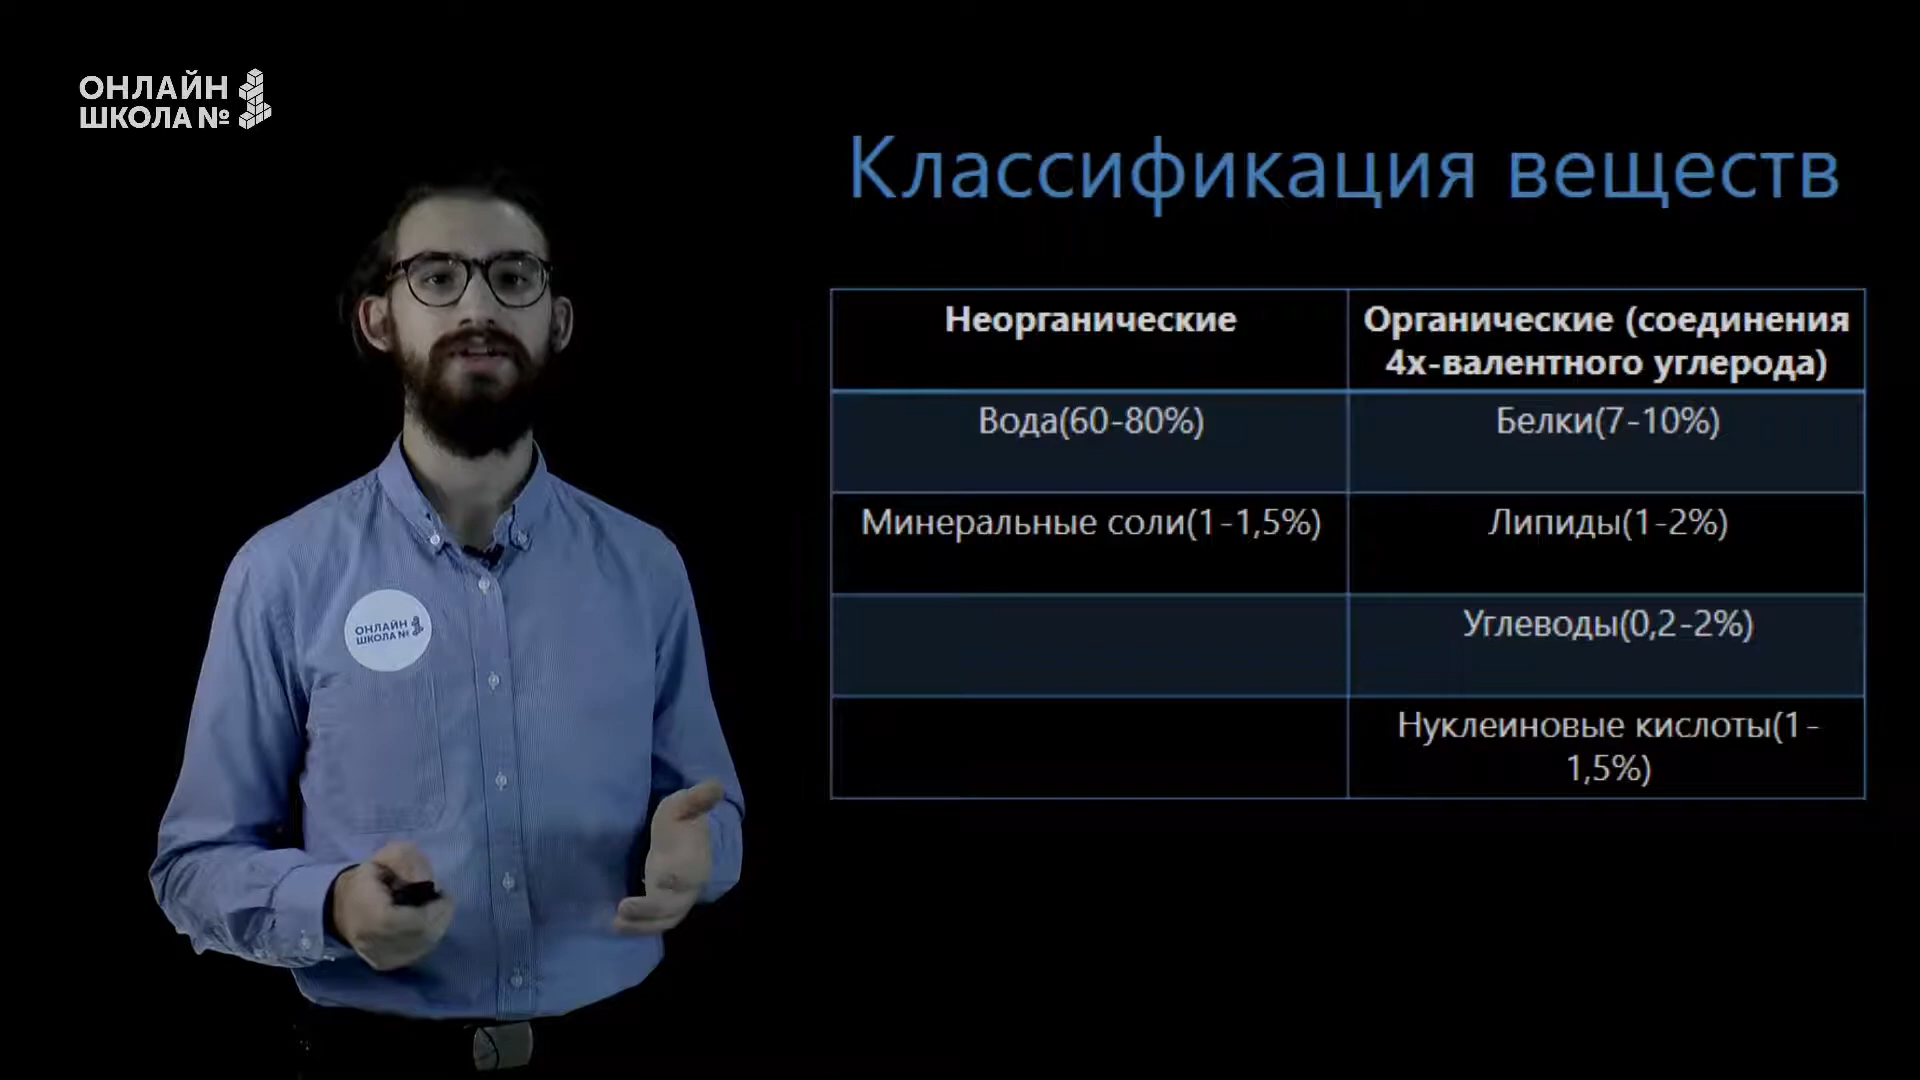 ОНЛАЙН
ШКОЛА №
Классификация веществ
Неорганические
Органические (соединения
4х-валентного углерода)
Вода(60-80%)
Белки(7-10%)
Минеральные соли(1-1,5%)
Липиды(1-2%)
Углеводы(0,2-2%)
Нуклеиновые кислоты(1-
1,5%)
ОНЛАЙН
ШКОЛА №